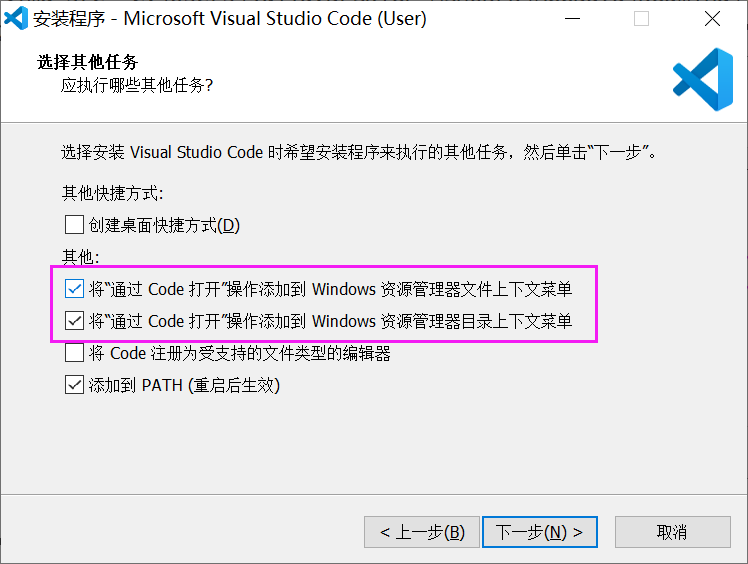 安装程序 - Microsoft Visual Studio Code (User)
选择其他任务
应执行哪些其他任务?
选择安装 Visual Studio Code 时希望安装程序来执行的其他任务，然后单击“下一步”。
其他快捷方式:
创建桌面快捷方式(D)
其他:
将“通过 Code 打开”操作添加到 Windows 资源管理器文件上下文菜单
将“通过 Code 打开”操作添加到 Windows 资源管理器目录上下文菜单
将 Code 注册为受支持的文件类型的编辑器
添加到 PATH (重启后生效)
< 上一步(B) 下一步(N) > 取消